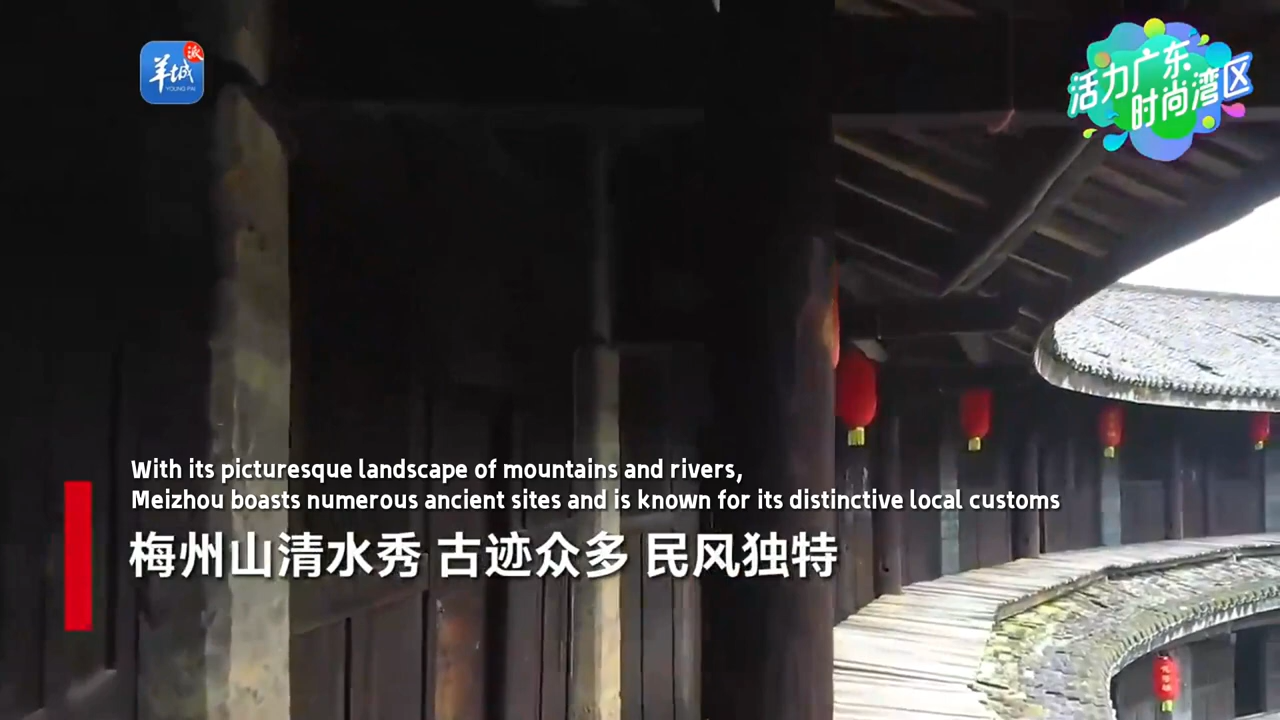 羊城
派
YOUNG PAI
活力广东
时尚湾区
With its picturesque landscape of mountains and rivers,
Meizhou boasts numerous ancient sites and is known for its distinctive local customs
梅州山清水秀 古迹众多 民风独特